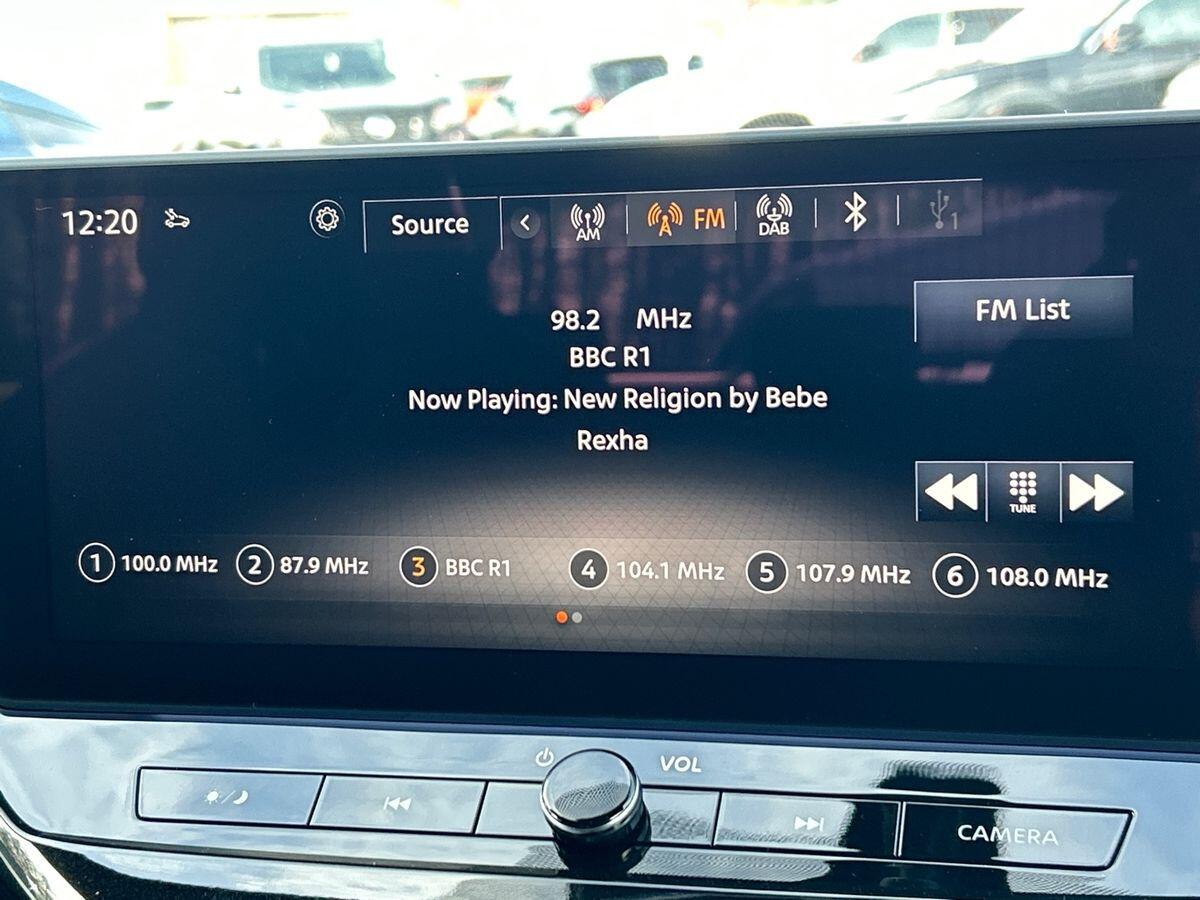 12:20
Source
AM
FM
DAB
1
98.2 MHz
FM List
BBC R1
Now Playing: New Religion by Bebe
Rexha
TUNE
1 100.0 MHz 2 87.9 MHz 3 BBC R1 4 104.1 MHz 5 107.9 MHz 6 108.0 MHz
VOL
CAMERA